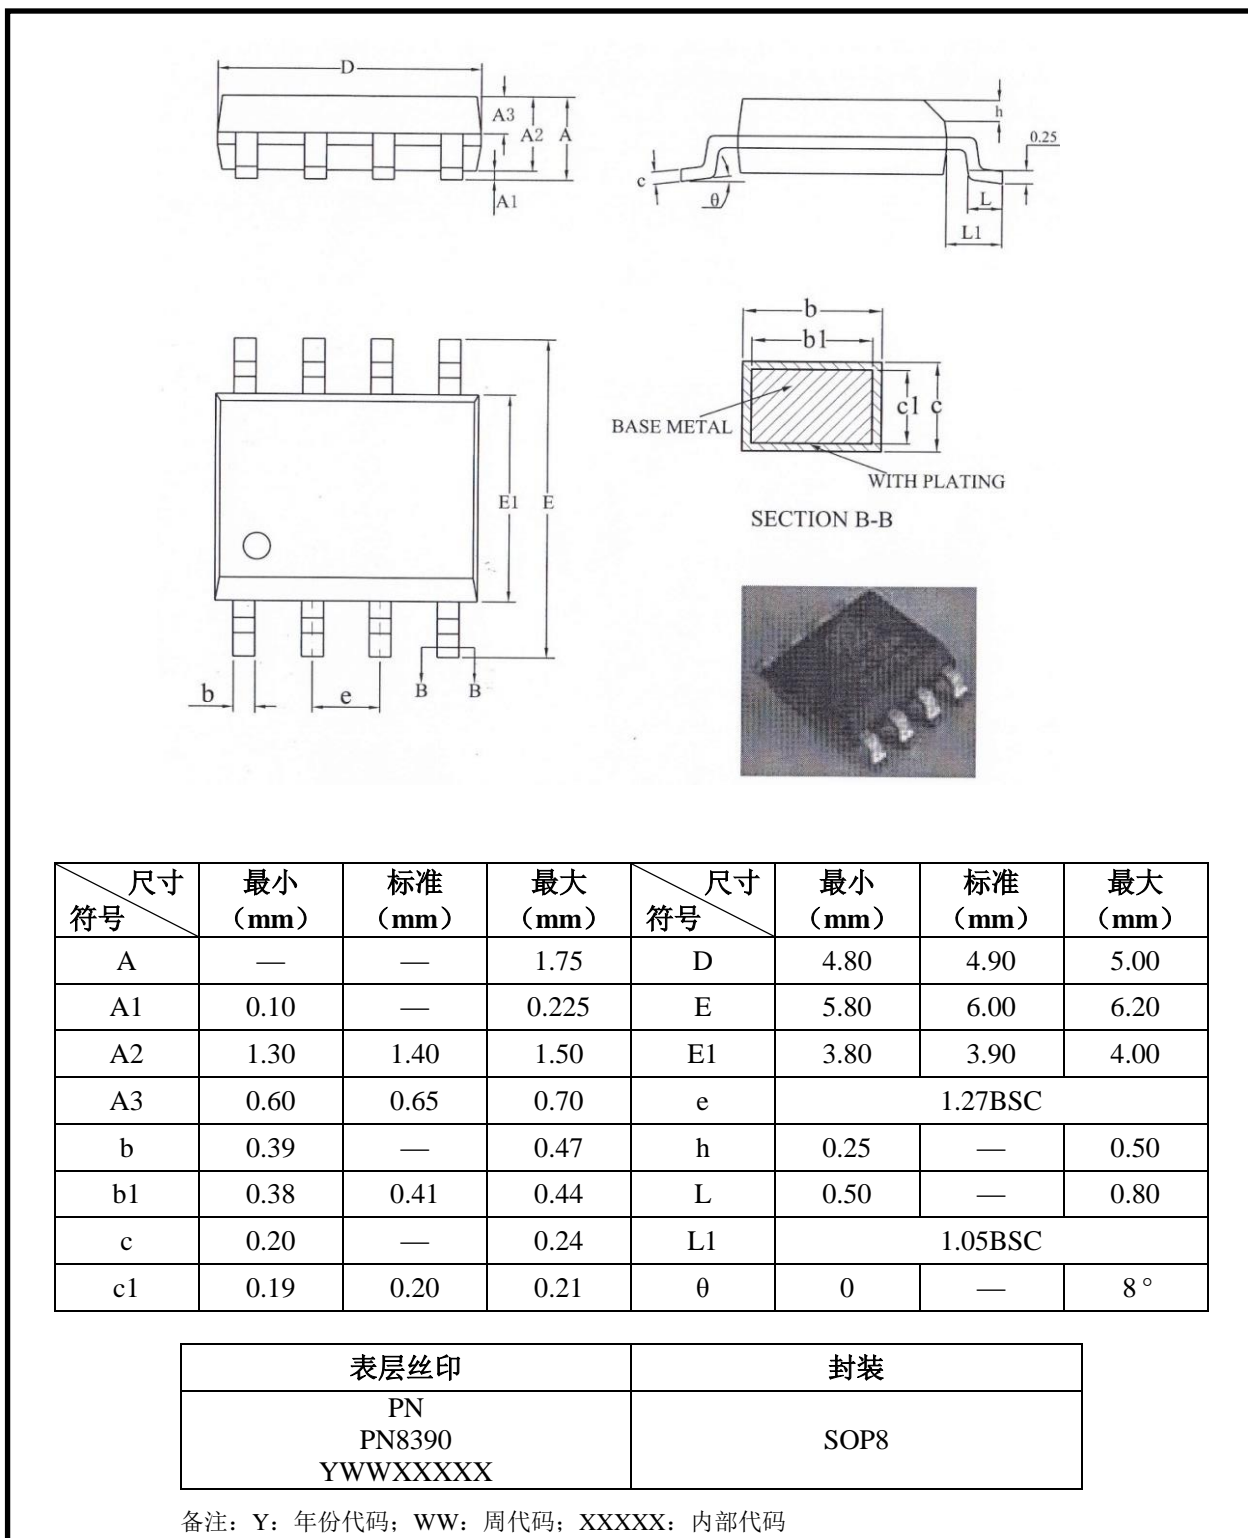 D
A3
A2
A
A1
h
0.25
c
θ
L
L1
b
b1
c1
c
BASE METAL
WITH PLATING
SECTION B-B
E1
E
b
e
B
B
尺寸 符号 最小（mm） 标准（mm） 最大（mm） 尺寸 符号 最小（mm） 标准（mm） 最大（mm）
A — — 1.75 D 4.80 4.90 5.00
A1 0.10 — 0.225 E 5.80 6.00 6.20
A2 1.30 1.40 1.50 E1 3.80 3.90 4.00
A3 0.60 0.65 0.70 e 1.27BSC
b 0.39 — 0.47 h 0.25 — 0.50
b1 0.38 0.41 0.44 L 0.50 — 0.80
c 0.20 — 0.24 L1 1.05BSC
c1 0.19 0.20 0.21 θ 0 — 8°
表层丝印 封装
PN
PN8390
YWWXXXXX
SOP8
备注：Y：年份代码；WW：周代码；XXXXX：内部代码